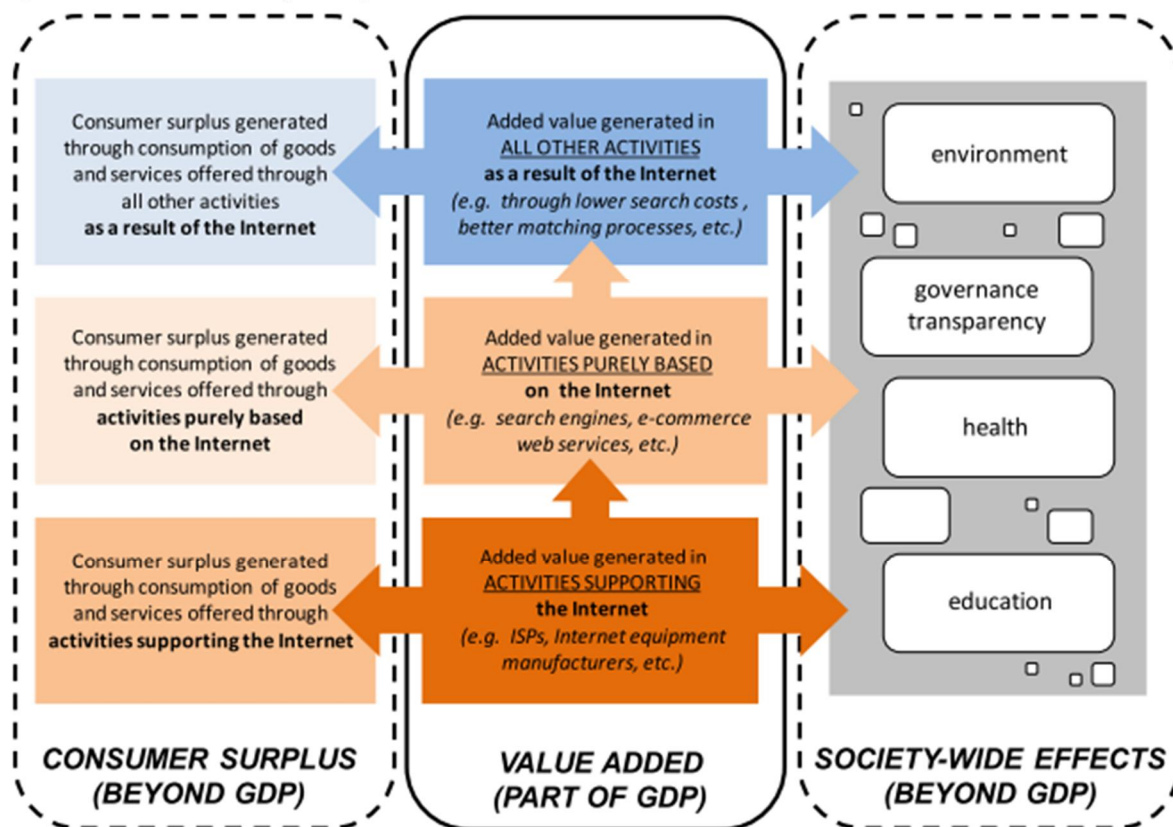 Consumer surplus generated
through consumption of goods
and services offered through
all other activities
as a result of the Internet
Consumer surplus generated
through consumption of goods
and services offered through
activities purely based
on the Internet
Consumer surplus generated
through consumption of goods
and services offered through
activities supporting the Internet
CONSUMER SURPLUS
(BEYOND GDP)
Added value generated in
ALL OTHER ACTIVITIES
as a result of the Internet
(e.g. through lower search costs ,
better matching processes, etc.)
Added value generated in
ACTIVITIES PURELY BASED
on the Internet
(e.g. search engines, e-commerce
web services, etc.)
Added value generated in
ACTIVITIES SUPPORTING
the Internet
(e.g. ISPs, Internet equipment
manufacturers, etc.)
VALUE ADDED
(PART OF GDP)
environment
governance
transparency
health
education
SOCIETY-WIDE EFFECTS
(BEYOND GDP)